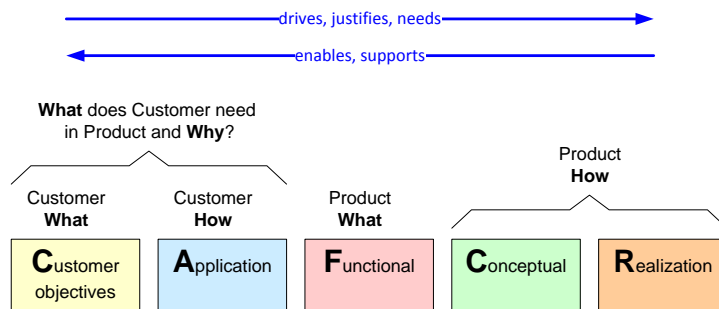 drives, justifies, needs
enables, supports
What does Customer need
in Product and Why?
Product
How
Customer
What
Customer
How
Product
What
Customer
objectives
Application
Functional
Conceptual
Realization